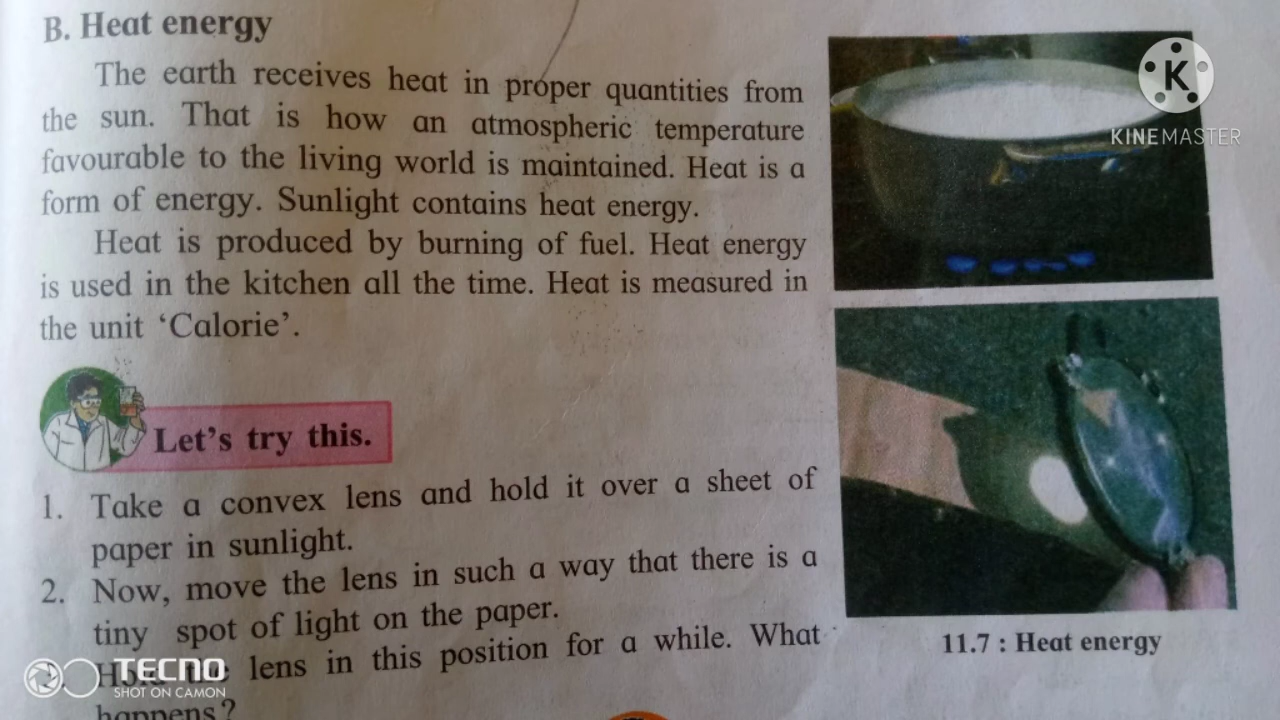 B. Heat energy
The earth receives heat in proper quantities from
the sun. That is how an atmospheric temperature
favourable to the living world is maintained. Heat is a
form of energy. Sunlight contains heat energy.
Heat is produced by burning of fuel. Heat energy
is used in the kitchen all the time. Heat is measured in
the unit ‘Calorie’.
Let's try this.
1. Take a convex lens and hold it over a sheet of
paper in sunlight.
2. Now, move the lens in such a way that there is a
tiny spot of light on the paper.
Hold the lens in this position for a while. What
happens?
11.7 : Heat energy
K
KINEMASTER
TECNO
SHOT ON CAMON